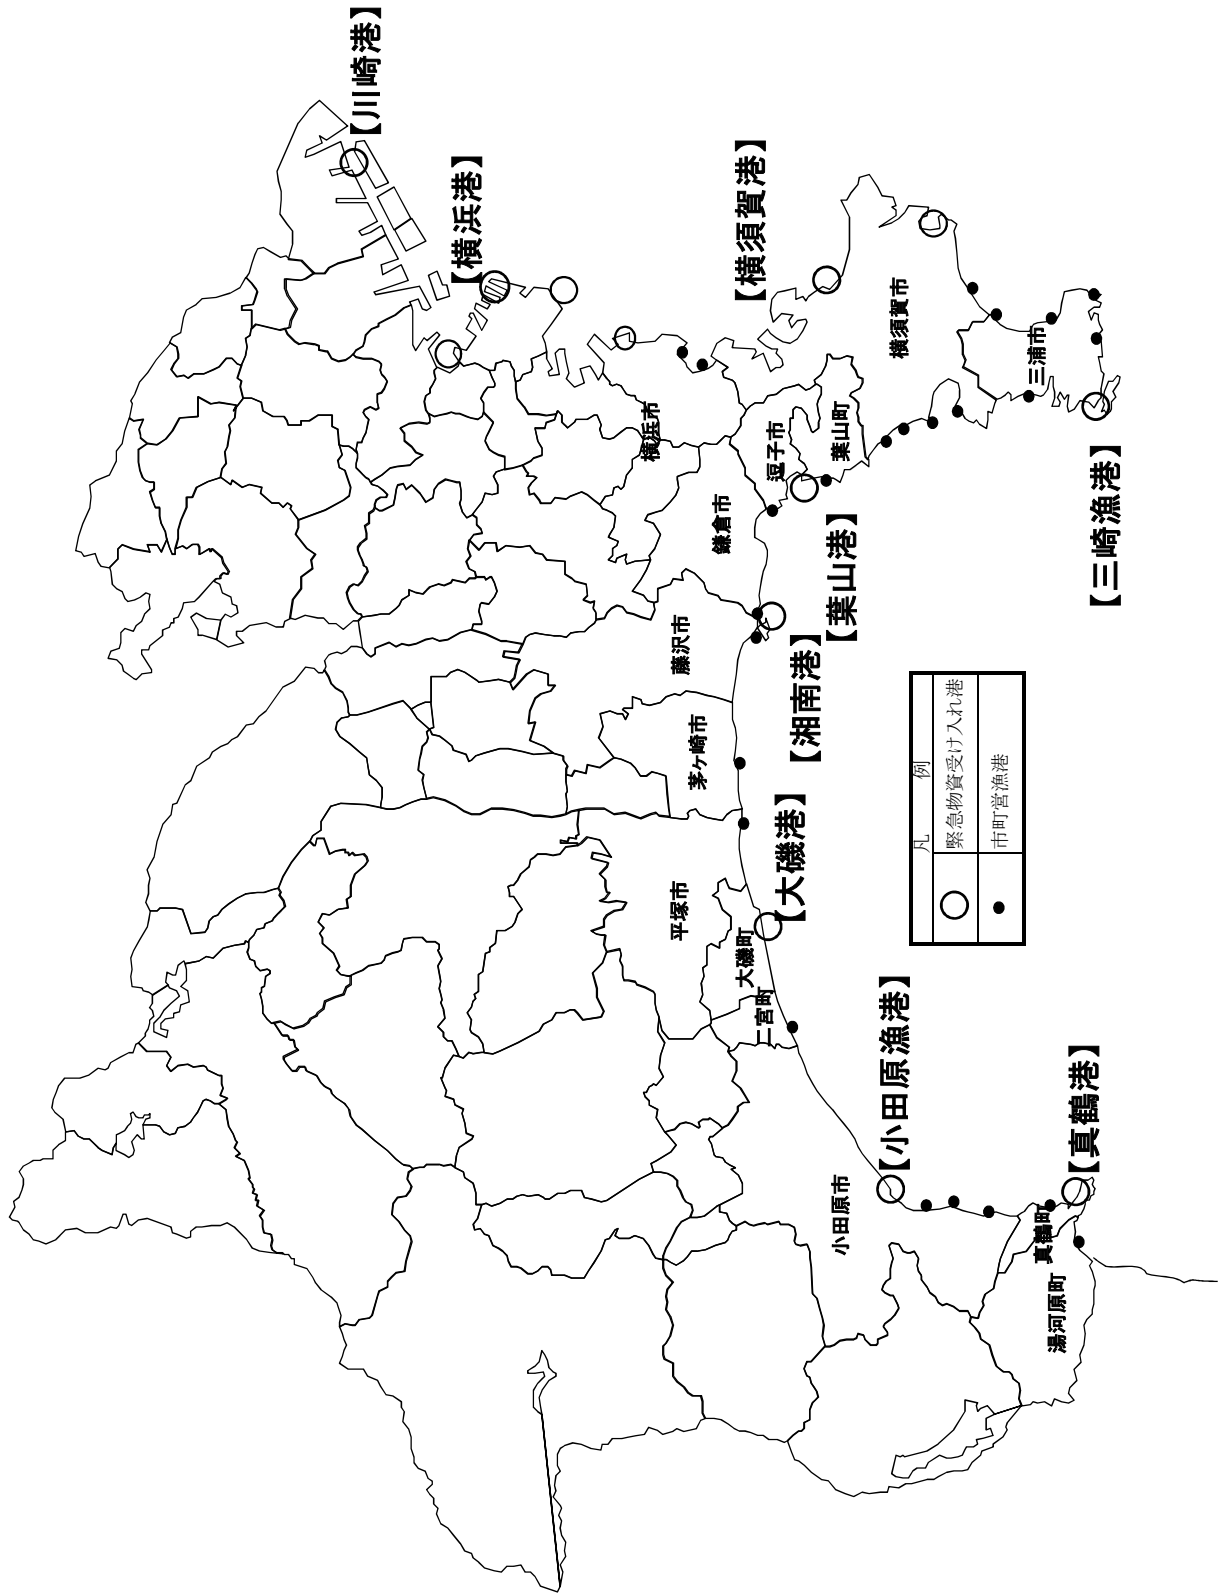 【川崎港】
【横浜港】
【横須賀港】
横須賀市
三浦市
横浜市
逗子市
葉山町
鎌倉市
【三崎漁港】
【葉山港】
藤沢市
【湘南港】
茅ヶ崎市
【大磯港】
平塚市
大磯町
二宮町
【小田原漁港】
小田原市
【真鶴港】
真鶴町
湯河原町
凡 例
緊急物資受け入れ港
市町営漁港